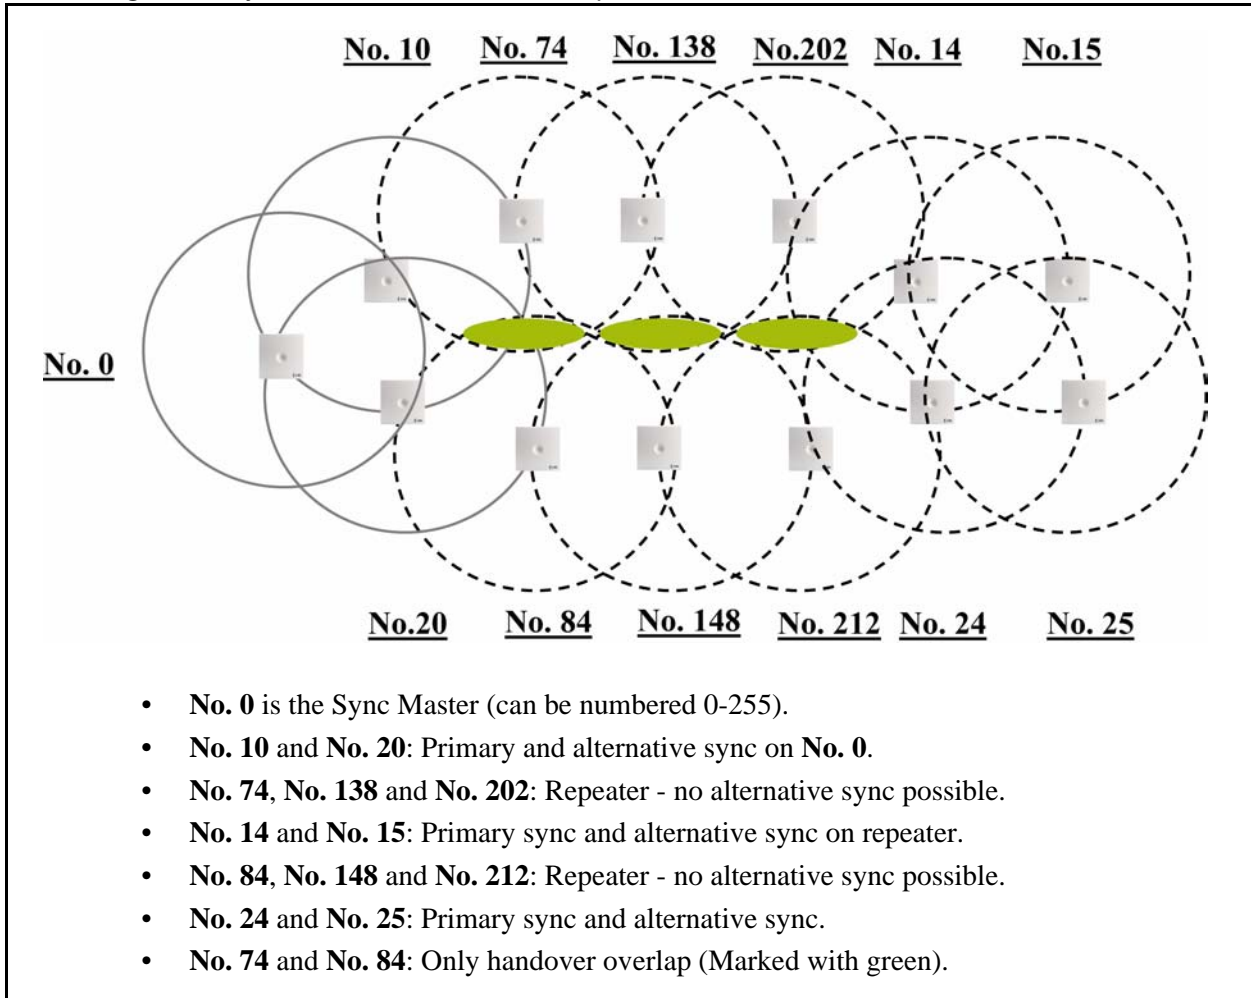 No. 10 No. 74 No. 138 No.202 No. 14 No.15
No. 0
No.20 No. 84 No. 148 No. 212 No. 24 No. 25
• No. 0 is the Sync Master (can be numbered 0-255).
• No. 10 and No. 20: Primary and alternative sync on No. 0.
• No. 74, No. 138 and No. 202: Repeater - no alternative sync possible.
• No. 14 and No. 15: Primary sync and alternative sync on repeater.
• No. 84, No. 148 and No. 212: Repeater - no alternative sync possible.
• No. 24 and No. 25: Primary sync and alternative sync.
• No. 74 and No. 84: Only handover overlap (Marked with green).